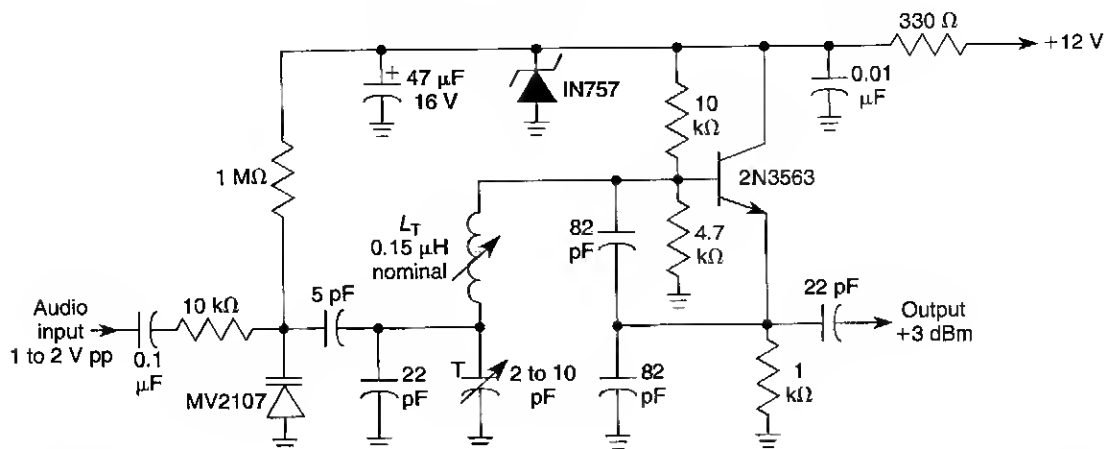 330 Ω
+12 V
+
47 µF
16 V
IN757
0.01
µF
10
kΩ
1 MΩ
2N3563
L_T
0.15 µH
nominal
82
pF
4.7
kΩ
5 pF
22 pF
Audio
input
1 to 2 V pp
10 kΩ
Output
+3 dBm
0.1
µF
MV2107
22
pF
T
2 to 10
pF
82
pF
1
kΩ